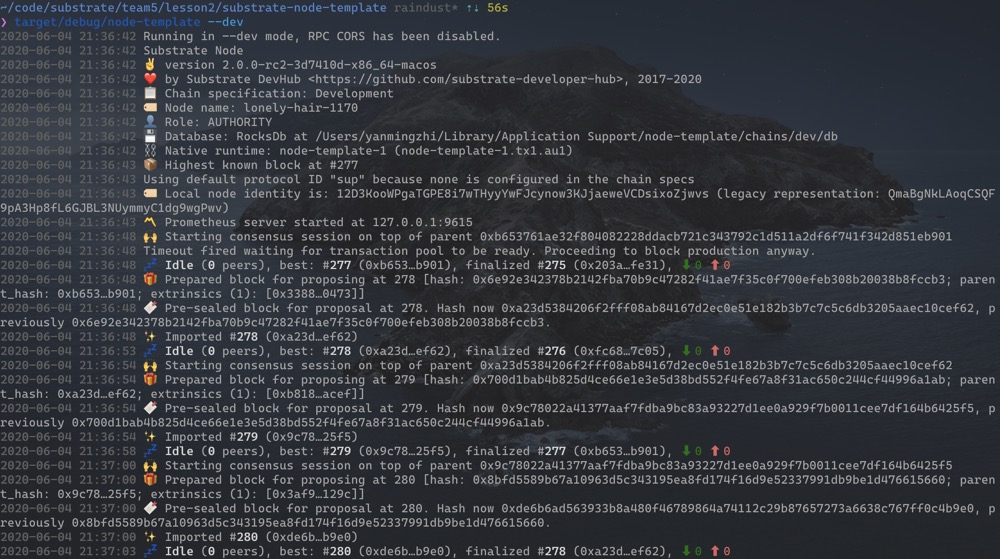 ~/code/substrate/team5/lesson2/substrate-node-template raindust* ↑↓ 56s
❯ target/debug/node-template --dev
2020-06-04 21:36:42 Running in --dev mode, RPC CORS has been disabled.
2020-06-04 21:36:42 Substrate Node
2020-06-04 21:36:42 ✌️ version 2.0.0-rc2-3d7410d-x86_64-macos
2020-06-04 21:36:42 ❤️ by Substrate DevHub <https://github.com/substrate-developer-hub>, 2017-2020
2020-06-04 21:36:42 📋 Chain specification: Development
2020-06-04 21:36:42 🏷 Node name: lonely-hair-1170
2020-06-04 21:36:42 👤 Role: AUTHORITY
2020-06-04 21:36:42 💾 Database: RocksDb at /Users/yanmingzhi/Library/Application Support/node-template/chains/dev/db
2020-06-04 21:36:42 ⛓ Native runtime: node-template-1 (node-template-1.tx1.au1)
2020-06-04 21:36:42 📦 Highest known block at #277
2020-06-04 21:36:43 Using default protocol ID "sup" because none is configured in the chain specs
2020-06-04 21:36:43 🏷 Local node identity is: 12D3KooWPgaTGPE8i7wTHyyYwFJcynow3KJjaeweVCDsixoZjwvs (legacy representation: QmaBgNkLAoqCSQF
9pA3Hp8fL6GJBL3NUymmyC1dg9wgPwv)
2020-06-04 21:36:43 〽️ Prometheus server started at 127.0.0.1:9615
2020-06-04 21:36:48 🙌 Starting consensus session on top of parent 0xb653761ae32f804082228ddacb721c343792c1d511a2df6f741f342d851eb901
2020-06-04 21:36:48 Timeout fired waiting for transaction pool to be ready. Proceeding to block production anyway.
2020-06-04 21:36:48 💤 Idle (0 peers), best: #277 (0xb653…b901), finalized #275 (0x203a…fe31), ⬇ 0 ⬆ 0
2020-06-04 21:36:48 🎁 Prepared block for proposing at 278 [hash: 0x6e92e342378b2142fba70b9c47282f41ae7f35c0f700efeb308b20038b8fccb3; paren
t_hash: 0xb653…b901; extrinsics (1): [0x3388…0473]]
2020-06-04 21:36:48 🔖 Pre-sealed block for proposal at 278. Hash now 0xa23d5384206f2fff08ab84167d2ec0e51e182b3b7c7c5c6db3205aaec10cef62, p
reviously 0x6e92e342378b2142fba70b9c47282f41ae7f35c0f700efeb308b20038b8fccb3.
2020-06-04 21:36:48 ✨ Imported #278 (0xa23d…ef62)
2020-06-04 21:36:53 💤 Idle (0 peers), best: #278 (0xa23d…ef62), finalized #276 (0xfc68…7c05), ⬇ 0 ⬆ 0
2020-06-04 21:36:54 🙌 Starting consensus session on top of parent 0xa23d5384206f2fff08ab84167d2ec0e51e182b3b7c7c5c6db3205aaec10cef62
2020-06-04 21:36:54 🎁 Prepared block for proposing at 279 [hash: 0x700d1bab4b825d4ce66e1e3e5d38bd552f4fe67a8f31ac650c244cf44996a1ab; paren
t_hash: 0xa23d…ef62; extrinsics (1): [0xb818…acef]]
2020-06-04 21:36:54 🔖 Pre-sealed block for proposal at 279. Hash now 0x9c78022a41377aaf7fdba9bc83a93227d1ee0a929f7b0011cee7df164b6425f5, p
reviously 0x700d1bab4b825d4ce66e1e3e5d38bd552f4fe67a8f31ac650c244cf44996a1ab.
2020-06-04 21:36:54 ✨ Imported #279 (0x9c78…25f5)
2020-06-04 21:36:58 💤 Idle (0 peers), best: #279 (0x9c78…25f5), finalized #277 (0xb653…b901), ⬇ 0 ⬆ 0
2020-06-04 21:37:00 🙌 Starting consensus session on top of parent 0x9c78022a41377aaf7fdba9bc83a93227d1ee0a929f7b0011cee7df164b6425f5
2020-06-04 21:37:00 🎁 Prepared block for proposing at 280 [hash: 0x8bfd5589b67a10963d5c343195ea8fd174f16d9e52337991db9be1d476615660; paren
t_hash: 0x9c78…25f5; extrinsics (1): [0x3af9…129c]]
2020-06-04 21:37:00 🔖 Pre-sealed block for proposal at 280. Hash now 0xde6b6ad563933b8a480f46789864a74112c29b87657273a6638c767ff0c4b9e0, p
reviously 0x8bfd5589b67a10963d5c343195ea8fd174f16d9e52337991db9be1d476615660.
2020-06-04 21:37:00 ✨ Imported #280 (0xde6b…b9e0)
2020-06-04 21:37:03 💤 Idle (0 peers), best: #280 (0xde6b…b9e0), finalized #278 (0xa23d…ef62), ⬇ 0 ⬆ 0